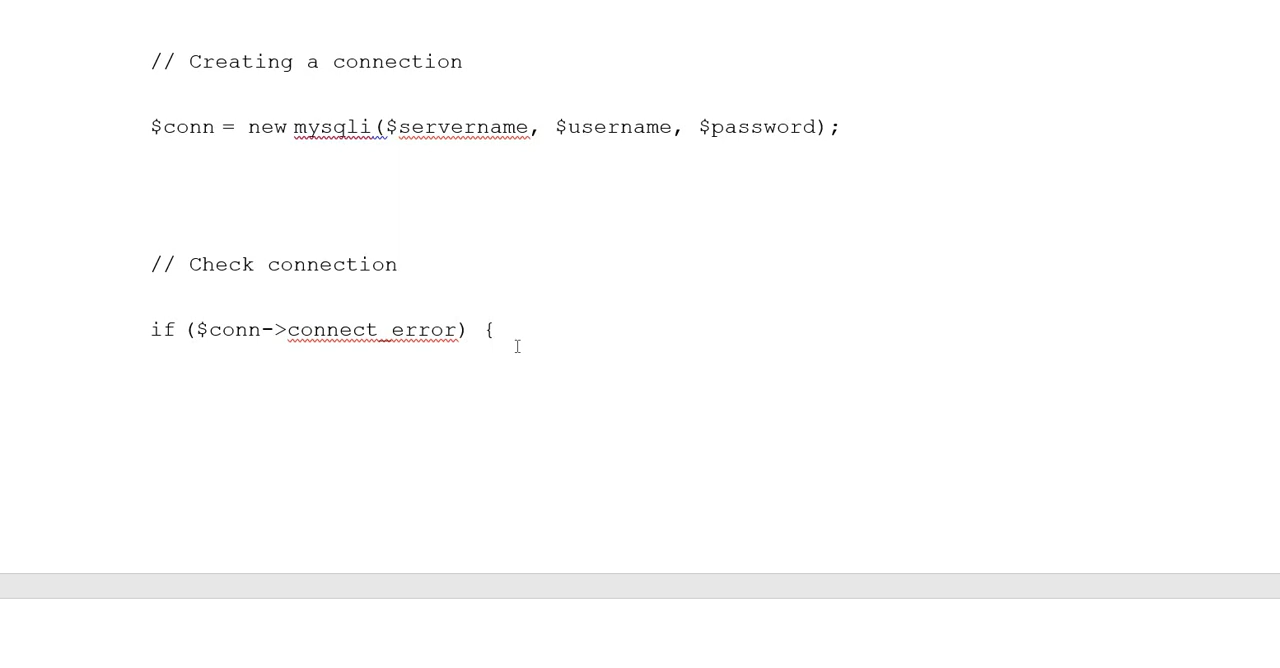 // Creating a connection
$conn = new mysqli($servername, $username, $password);
// Check connection
if ($conn->connect_error) {